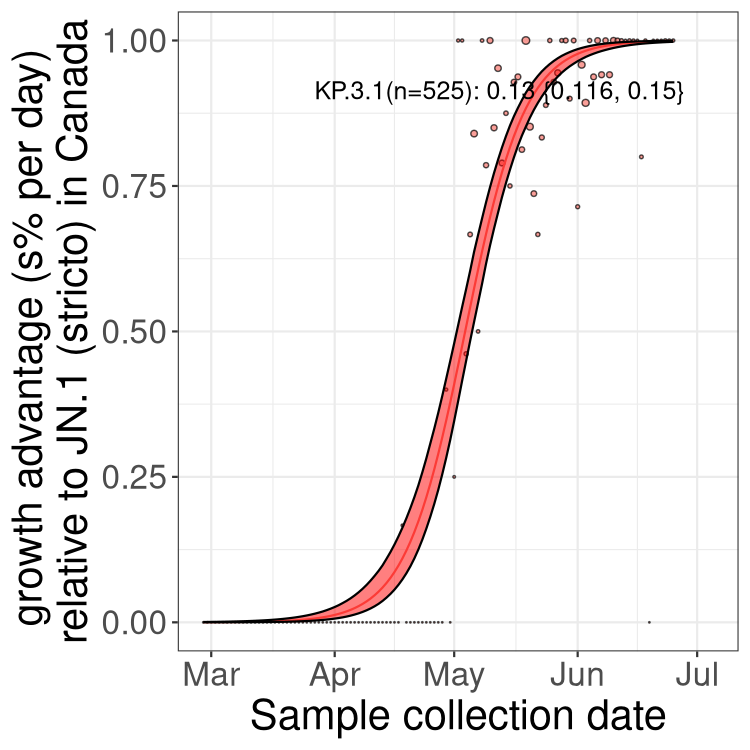 growth advantage (s% per day)
relative to JN.1 (stricto) in Canada
1.00
0.75
0.50
0.25
0.00
KP.3.1(n=525): 0.13 {0.116, 0.15}
Mar Apr May Jun Jul
Sample collection date